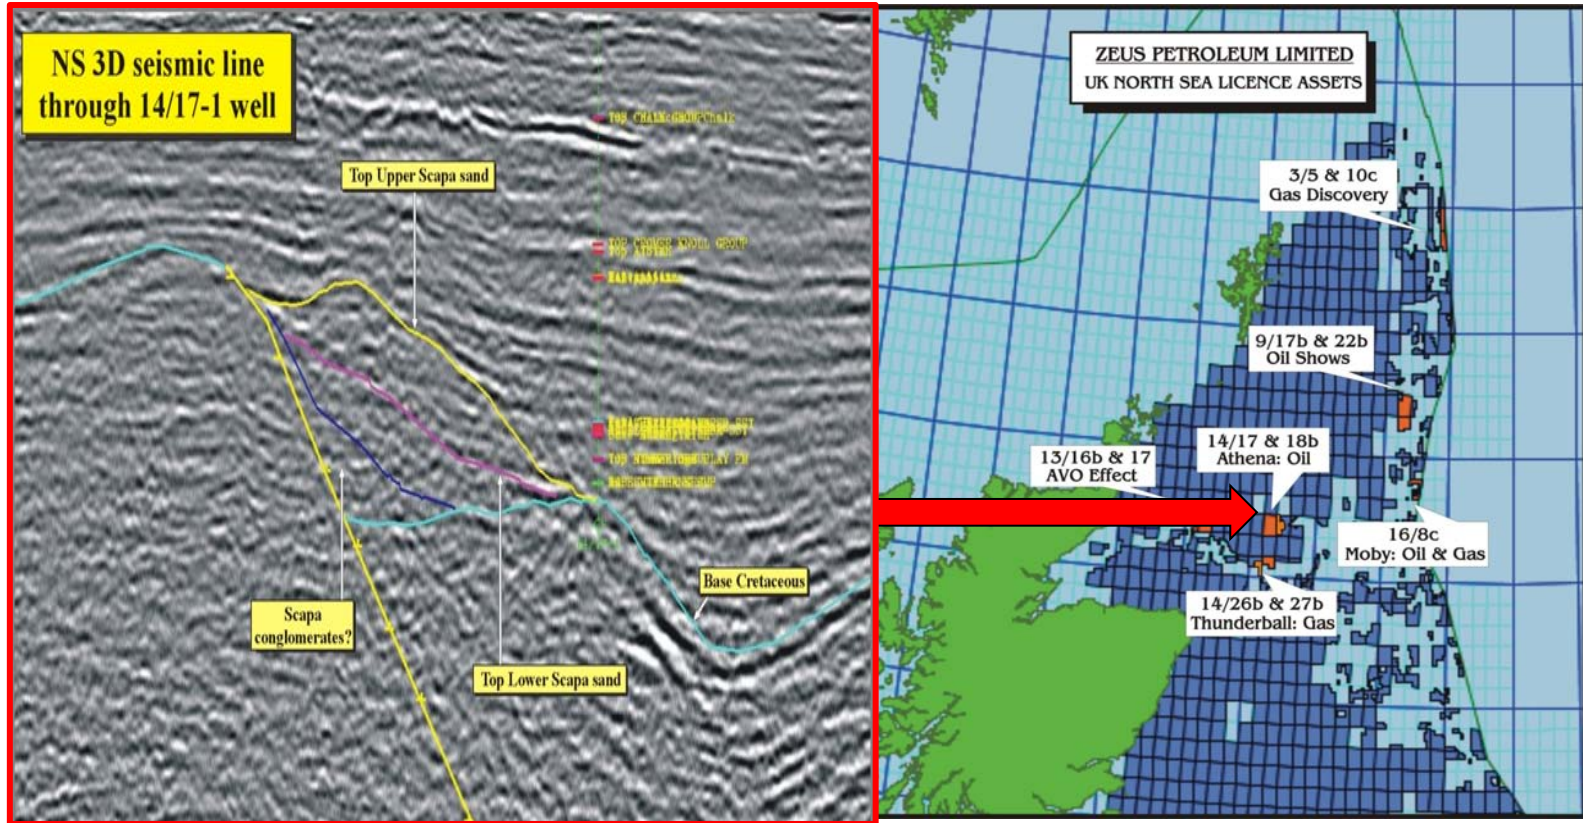 NS 3D seismic line
through 14/17-1 well
Top Upper Scapa sand
Scapa
conglomerates?
Top Lower Scapa sand
Base Cretaceous
TOP CROMER KNOLL GROUP
ZEUS PETROLEUM LIMITED
UK NORTH SEA LICENCE ASSETS
3/5 & 10c
Gas Discovery
9/17b & 22b
Oil Shows
14/17 & 18b
Athena: Oil
13/16b & 17
AVO Effect
16/8c
Moby: Oil & Gas
14/26b & 27b
Thunderball: Gas